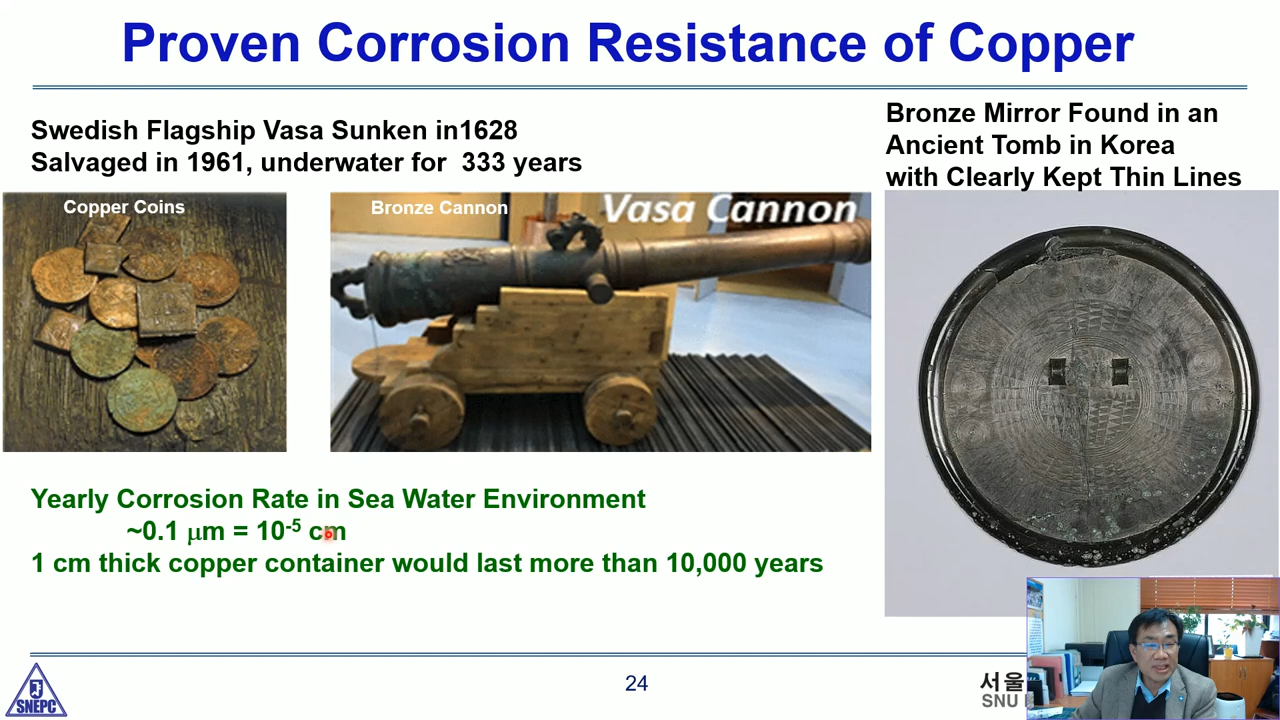 Proven Corrosion Resistance of Copper
Swedish Flagship Vasa Sunken in1628
Salvaged in 1961, underwater for 333 years
Bronze Mirror Found in an
Ancient Tomb in Korea
with Clearly Kept Thin Lines
Copper Coins
Bronze Cannon
Vasa Cannon
Yearly Corrosion Rate in Sea Water Environment
~0.1 μm = 10⁻⁵ cm
1 cm thick copper container would last more than 10,000 years
SNEPC
24
서울
SNU